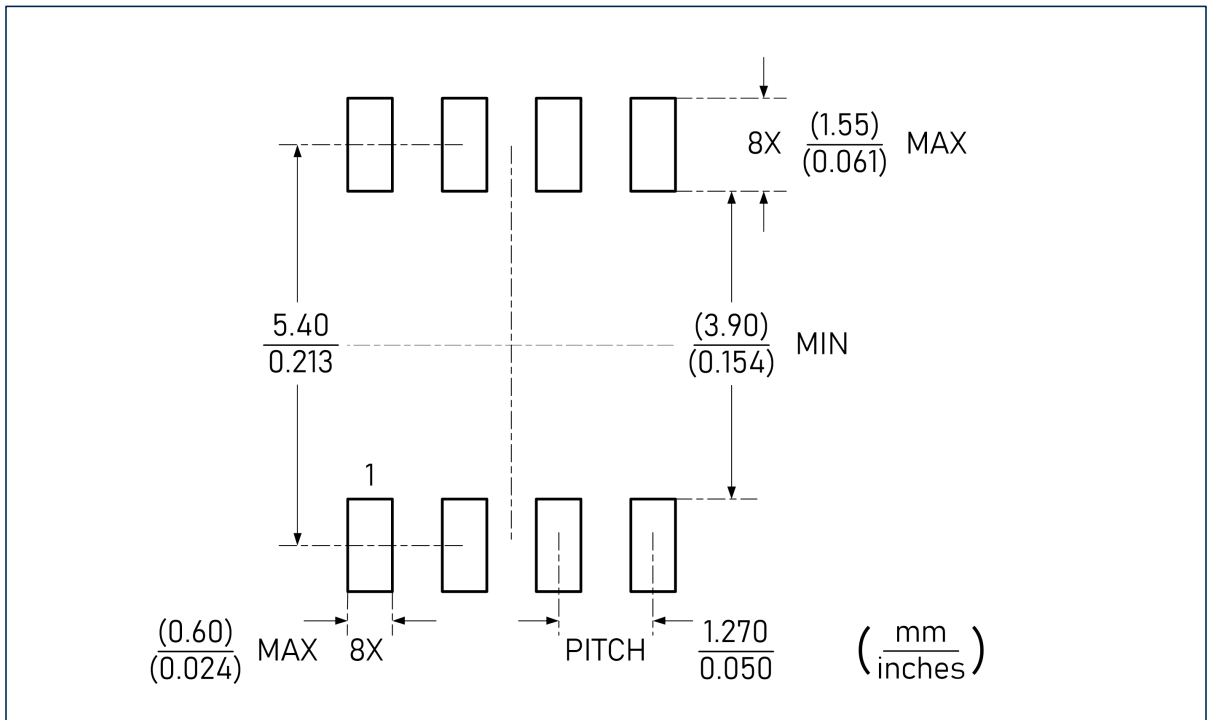 (1.55)
8X MAX
(0.061)
5.40
0.213
(3.90)
MIN
(0.154)
1
(0.60)
MAX 8X
(0.024)
PITCH
1.270
0.050
(mm
inches)